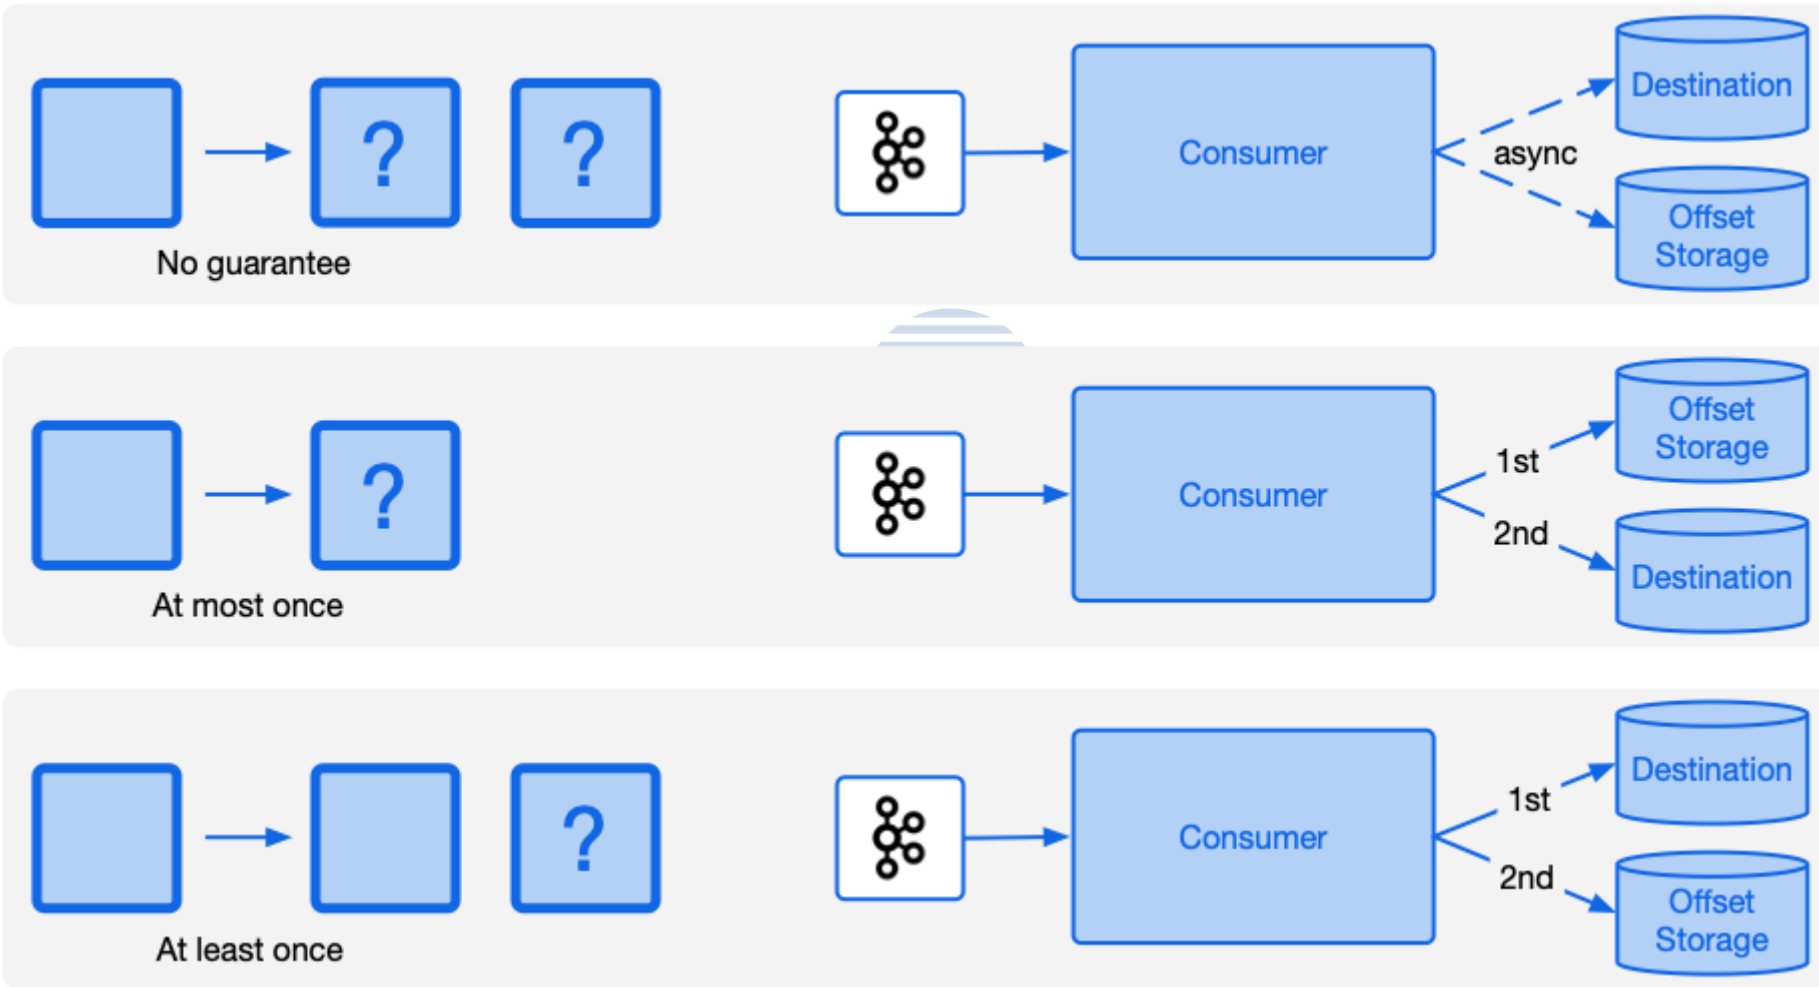 ?
?
No guarantee
Consumer
async
Destination
Offset
Storage
?
At most once
Consumer
1st
2nd
Offset
Storage
Destination
?
At least once
Consumer
1st
2nd
Destination
Offset
Storage